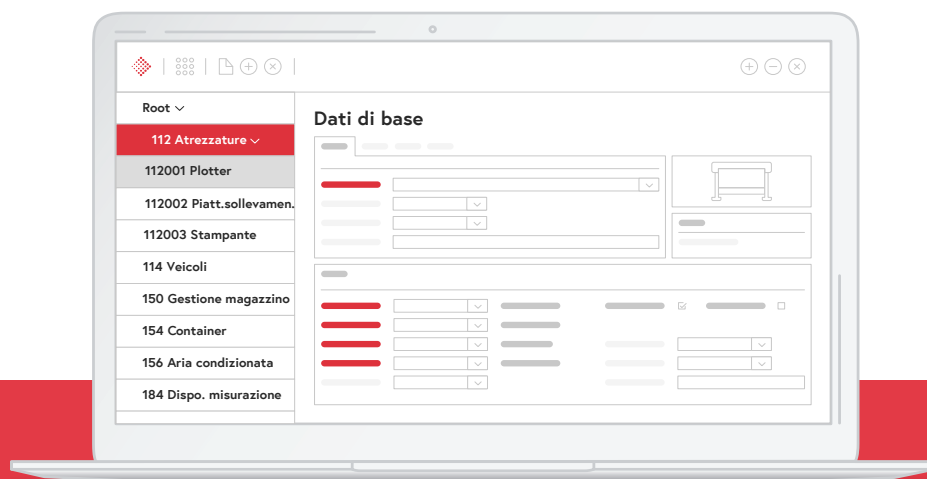 Root
112 Atrezzature
112001 Plotter
112002 Piatt.sollevamen.
112003 Stampante
114 Veicoli
150 Gestione magazzino
154 Container
156 Aria condizionata
184 Dispo. misurazione
Dati di base